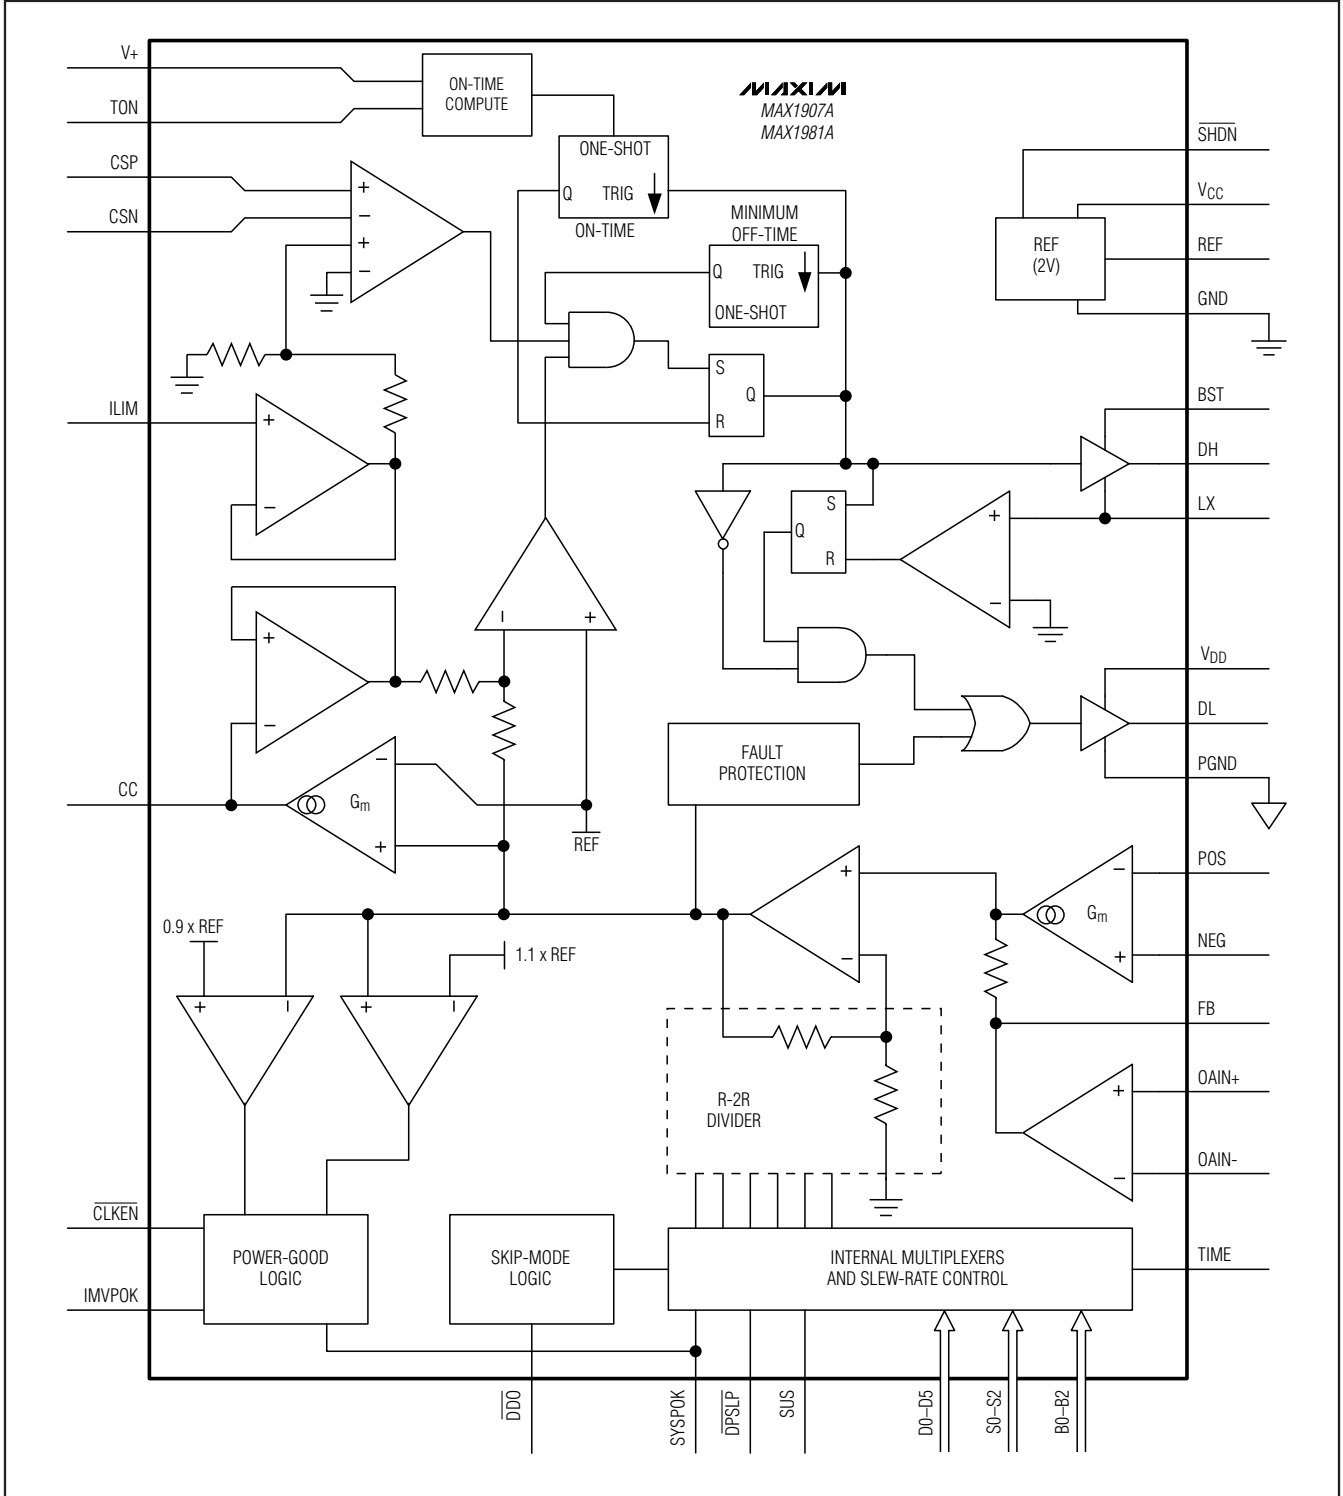 V+
TON
CSP
CSN
ILIM
CC
CLKEN
IMVPOK
ON-TIME
COMPUTE
MAXIM
MAX1907A
MAX1981A
ONE-SHOT
Q
TRIG
ON-TIME
MINIMUM
OFF-TIME
Q
TRIG
ONE-SHOT
+
−
+
−
S
Q
R
+
−
REF
(2V)
SHDN
VCC
REF
GND
BST
DH
LX
S
Q
R
+
−
−
+
+
−
−
Gm
+
REF
FAULT
PROTECTION
VDD
DL
PGND
POS
NEG
FB
OAIN+
OAIN-
TIME
+
−
−
Gm
+
+
−
0.9 x REF
1.1 x REF
+
−
+
−
R-2R
DIVIDER
POWER-GOOD
LOGIC
SKIP-MODE
LOGIC
INTERNAL MULTIPLEXERS
AND SLEW-RATE CONTROL
DDO
SYSPOK
DPSLP
SUS
D0–D5
S0–S2
B0–B2